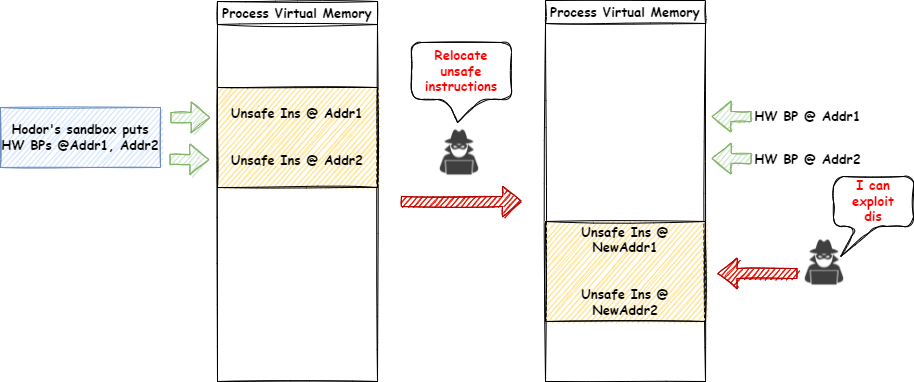 Process Virtual Memory
Process Virtual Memory
Relocate
unsafe
instructions
Hodor's sandbox puts
HW BPs @Addr1, Addr2
Unsafe Ins @ Addr1
Unsafe Ins @ Addr2
HW BP @ Addr1
HW BP @ Addr2
I can
exploit
dis
Unsafe Ins @
NewAddr1
Unsafe Ins @
NewAddr2